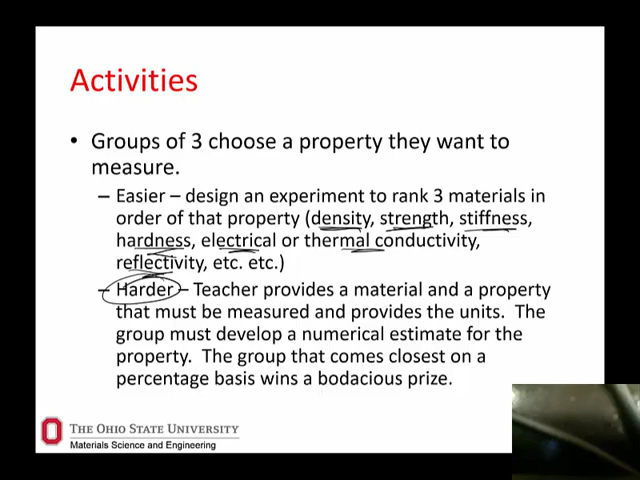 Activities
• Groups of 3 choose a property they want to
measure.
– Easier – design an experiment to rank 3 materials in
order of that property (density, strength, stiffness,
hardness, electrical or thermal conductivity,
reflectivity, etc. etc.)
– Harder – Teacher provides a material and a property
that must be measured and provides the units. The
group must develop a numerical estimate for the
property. The group that comes closest on a
percentage basis wins a bodacious prize.
THE OHIO STATE UNIVERSITY
Materials Science and Engineering